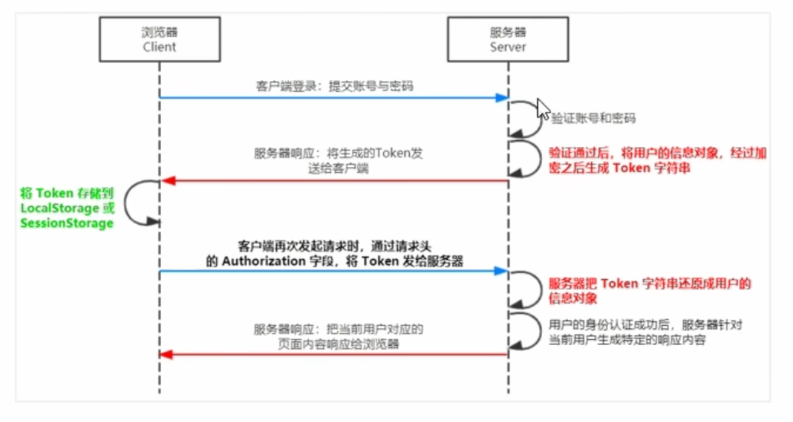 浏览器
Client
服务器
Server
客户端登录：提交账号与密码
验证账号和密码
服务器响应：将生成的Token发
送给客户端
验证通过后，将用户的信息对象，经过加
密之后生成 Token 字符串
将 Token 存储到
LocalStorage 或
SessionStorage
客户端再次发起请求时，通过请求头
的 Authorization 字段，将 Token 发给服务器
服务器把 Token 字符串还原成用户的
信息对象
服务器响应：把当前用户对应的
页面内容响应给浏览器
用户的身份认证成功后，服务器针对
当前用户生成特定的响应内容